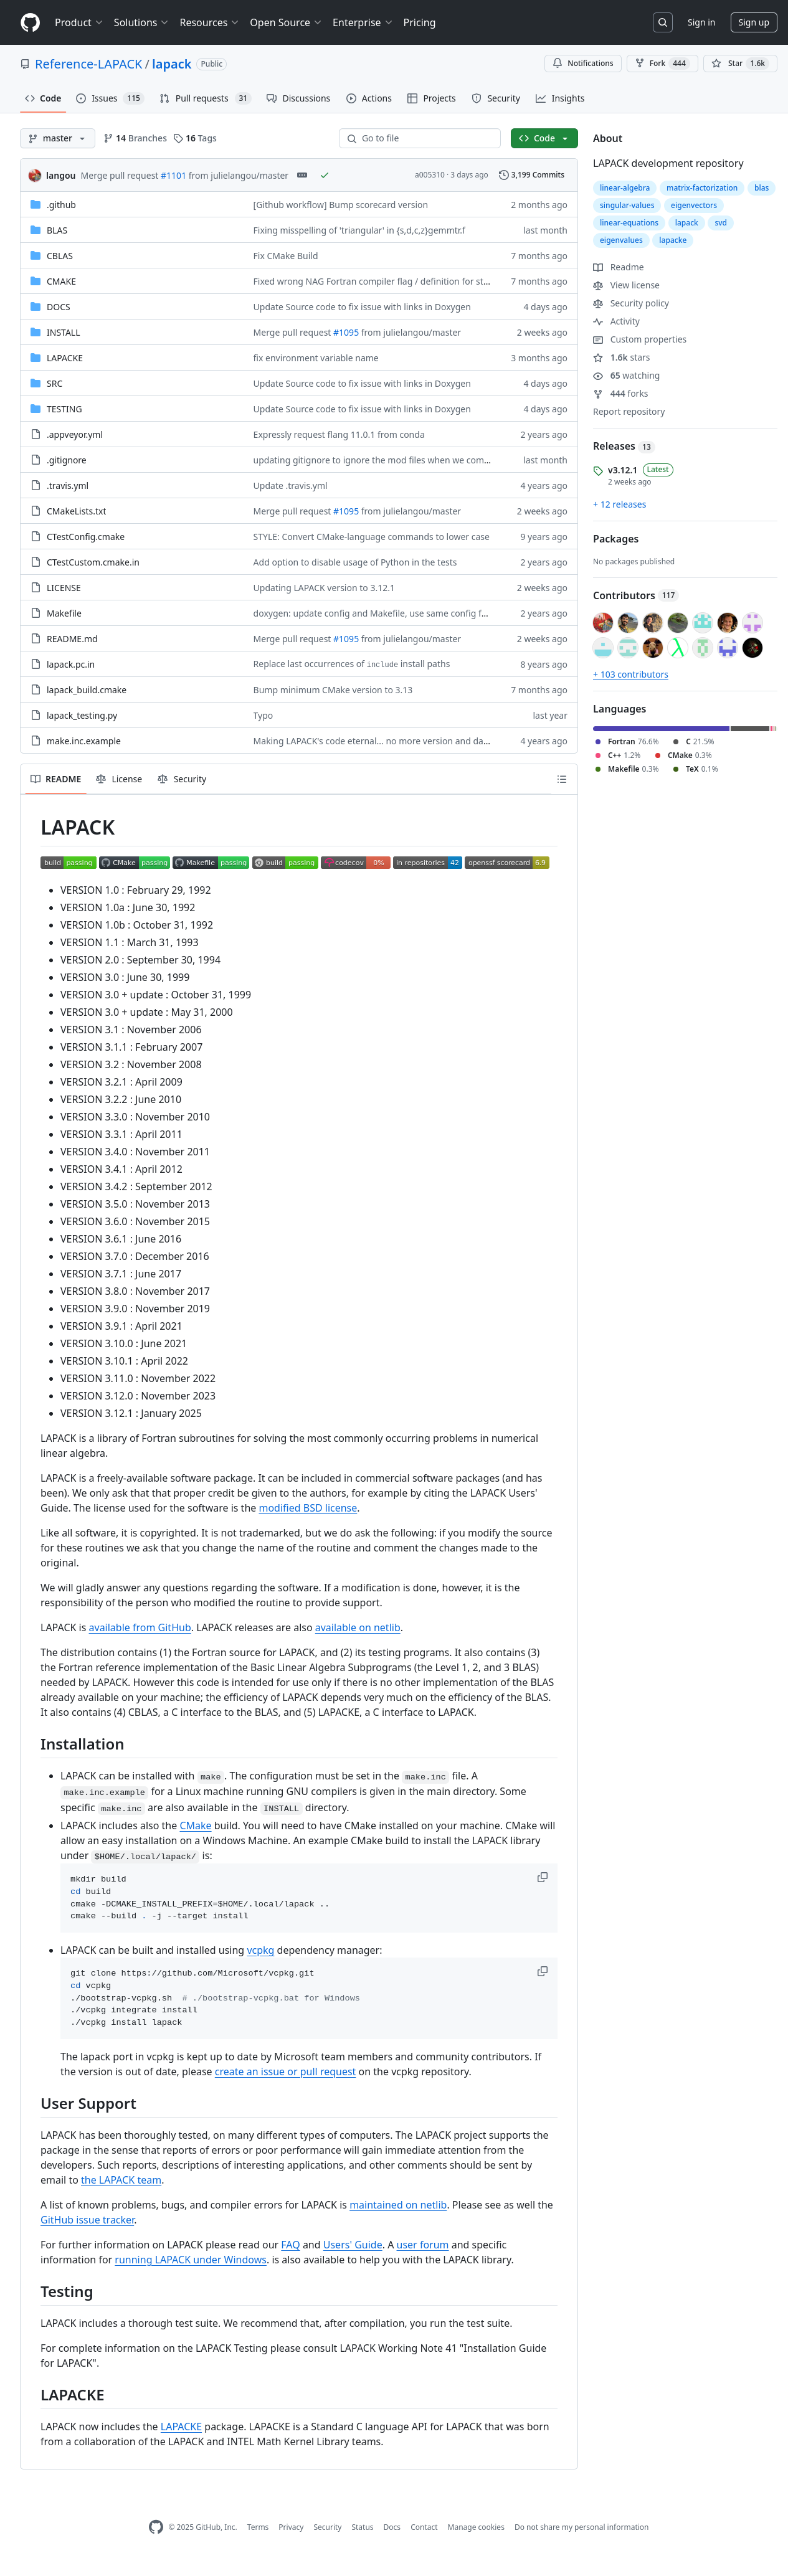 Product Solutions Resources Open Source Enterprise Pricing Sign in Sign up
Reference-LAPACK / lapack Public Notifications Fork 444 Star 1.6k
Code Issues 115 Pull requests 31 Discussions Actions Projects Security Insights
master 14 Branches 16 Tags Go to file Code
langou Merge pull request #1101 from julielangou/master a005310 · 3 days ago 3,199 Commits
.github [Github workflow] Bump scorecard version 2 months ago
BLAS Fixing misspelling of 'triangular' in {s,d,c,z}gemmtr.f last month
CBLAS Fix CMake Build 7 months ago
CMAKE Fixed wrong NAG Fortran compiler flag / definition for st... 7 months ago
DOCS Update Source code to fix issue with links in Doxygen 4 days ago
INSTALL Merge pull request #1095 from julielangou/master 2 weeks ago
LAPACKE fix environment variable name 3 months ago
SRC Update Source code to fix issue with links in Doxygen 4 days ago
TESTING Update Source code to fix issue with links in Doxygen 4 days ago
.appveyor.yml Expressly request flang 11.0.1 from conda 2 years ago
.gitignore updating gitignore to ignore the mod files when we com... last month
.travis.yml Update .travis.yml 4 years ago
CMakeLists.txt Merge pull request #1095 from julielangou/master 2 weeks ago
CTestConfig.cmake STYLE: Convert CMake-language commands to lower case 9 years ago
CTestCustom.cmake.in Add option to disable usage of Python in the tests 2 years ago
LICENSE Updating LAPACK version to 3.12.1 2 weeks ago
Makefile doxygen: update config and Makefile, use same config f... 2 years ago
README.md Merge pull request #1095 from julielangou/master 2 weeks ago
lapack.pc.in Replace last occurrences of include install paths 8 years ago
lapack_build.cmake Bump minimum CMake version to 3.13 7 months ago
lapack_testing.py Typo last year
make.inc.example Making LAPACK's code eternal... no more version and da... 4 years ago
README License Security
LAPACK
build passing CMake passing Makefile passing build passing codecov 0% in repositories 42 openssf scorecard 6.9
VERSION 1.0 : February 29, 1992
VERSION 1.0a : June 30, 1992
VERSION 1.0b : October 31, 1992
VERSION 1.1 : March 31, 1993
VERSION 2.0 : September 30, 1994
VERSION 3.0 : June 30, 1999
VERSION 3.0 + update : October 31, 1999
VERSION 3.0 + update : May 31, 2000
VERSION 3.1 : November 2006
VERSION 3.1.1 : February 2007
VERSION 3.2 : November 2008
VERSION 3.2.1 : April 2009
VERSION 3.2.2 : June 2010
VERSION 3.3.0 : November 2010
VERSION 3.3.1 : April 2011
VERSION 3.4.0 : November 2011
VERSION 3.4.1 : April 2012
VERSION 3.4.2 : September 2012
VERSION 3.5.0 : November 2013
VERSION 3.6.0 : November 2015
VERSION 3.6.1 : June 2016
VERSION 3.7.0 : December 2016
VERSION 3.7.1 : June 2017
VERSION 3.8.0 : November 2017
VERSION 3.9.0 : November 2019
VERSION 3.9.1 : April 2021
VERSION 3.10.0 : June 2021
VERSION 3.10.1 : April 2022
VERSION 3.11.0 : November 2022
VERSION 3.12.0 : November 2023
VERSION 3.12.1 : January 2025
LAPACK is a library of Fortran subroutines for solving the most commonly occurring problems in numerical
linear algebra.
LAPACK is a freely-available software package. It can be included in commercial software packages (and has
been). We only ask that that proper credit be given to the authors, for example by citing the LAPACK Users'
Guide. The license used for the software is the modified BSD license.
Like all software, it is copyrighted. It is not trademarked, but we do ask the following: if you modify the source
for these routines we ask that you change the name of the routine and comment the changes made to the
original.
We will gladly answer any questions regarding the software. If a modification is done, however, it is the
responsibility of the person who modified the routine to provide support.
LAPACK is available from GitHub. LAPACK releases are also available on netlib.
The distribution contains (1) the Fortran source for LAPACK, and (2) its testing programs. It also contains (3)
the Fortran reference implementation of the Basic Linear Algebra Subprograms (the Level 1, 2, and 3 BLAS)
needed by LAPACK. However this code is intended for use only if there is no other implementation of the BLAS
already available on your machine; the efficiency of LAPACK depends very much on the efficiency of the BLAS.
It also contains (4) CBLAS, a C interface to the BLAS, and (5) LAPACKE, a C interface to LAPACK.
Installation
LAPACK can be installed with make. The configuration must be set in the make.inc file. A
make.inc.example for a Linux machine running GNU compilers is given in the main directory. Some
specific make.inc are also available in the INSTALL directory.
LAPACK includes also the CMake build. You will need to have CMake installed on your machine. CMake will
allow an easy installation on a Windows Machine. An example CMake build to install the LAPACK library
under $HOME/.local/lapack/ is:
mkdir build
cd build
cmake -DCMAKE_INSTALL_PREFIX=$HOME/.local/lapack ..
cmake --build . -j --target install
LAPACK can be built and installed using vcpkg dependency manager:
git clone https://github.com/Microsoft/vcpkg.git
cd vcpkg
./bootstrap-vcpkg.sh # ./bootstrap-vcpkg.bat for Windows
./vcpkg integrate install
./vcpkg install lapack
The lapack port in vcpkg is kept up to date by Microsoft team members and community contributors. If
the version is out of date, please create an issue or pull request on the vcpkg repository.
User Support
LAPACK has been thoroughly tested, on many different types of computers. The LAPACK project supports the
package in the sense that reports of errors or poor performance will gain immediate attention from the
developers. Such reports, descriptions of interesting applications, and other comments should be sent by
email to the LAPACK team.
A list of known problems, bugs, and compiler errors for LAPACK is maintained on netlib. Please see as well the
GitHub issue tracker.
For further information on LAPACK please read our FAQ and Users' Guide. A user forum and specific
information for running LAPACK under Windows. is also available to help you with the LAPACK library.
Testing
LAPACK includes a thorough test suite. We recommend that, after compilation, you run the test suite.
For complete information on the LAPACK Testing please consult LAPACK Working Note 41 "Installation Guide
for LAPACK".
LAPACKE
LAPACK now includes the LAPACKE package. LAPACKE is a Standard C language API for LAPACK that was born
from a collaboration of the LAPACK and INTEL Math Kernel Library teams.
About
LAPACK development repository
linear-algebra matrix-factorization blas
singular-values eigenvectors
linear-equations lapack svd
eigenvalues lapacke
Readme
View license
Security policy
Activity
Custom properties
1.6k stars
65 watching
444 forks
Report repository
Releases 13
v3.12.1 Latest
2 weeks ago
+ 12 releases
Packages
No packages published
Contributors 117
+ 103 contributors
Languages
Fortran 76.6% C 21.5%
C++ 1.2% CMake 0.3%
Makefile 0.3% TeX 0.1%
© 2025 GitHub, Inc. Terms Privacy Security Status Docs Contact Manage cookies Do not share my personal information